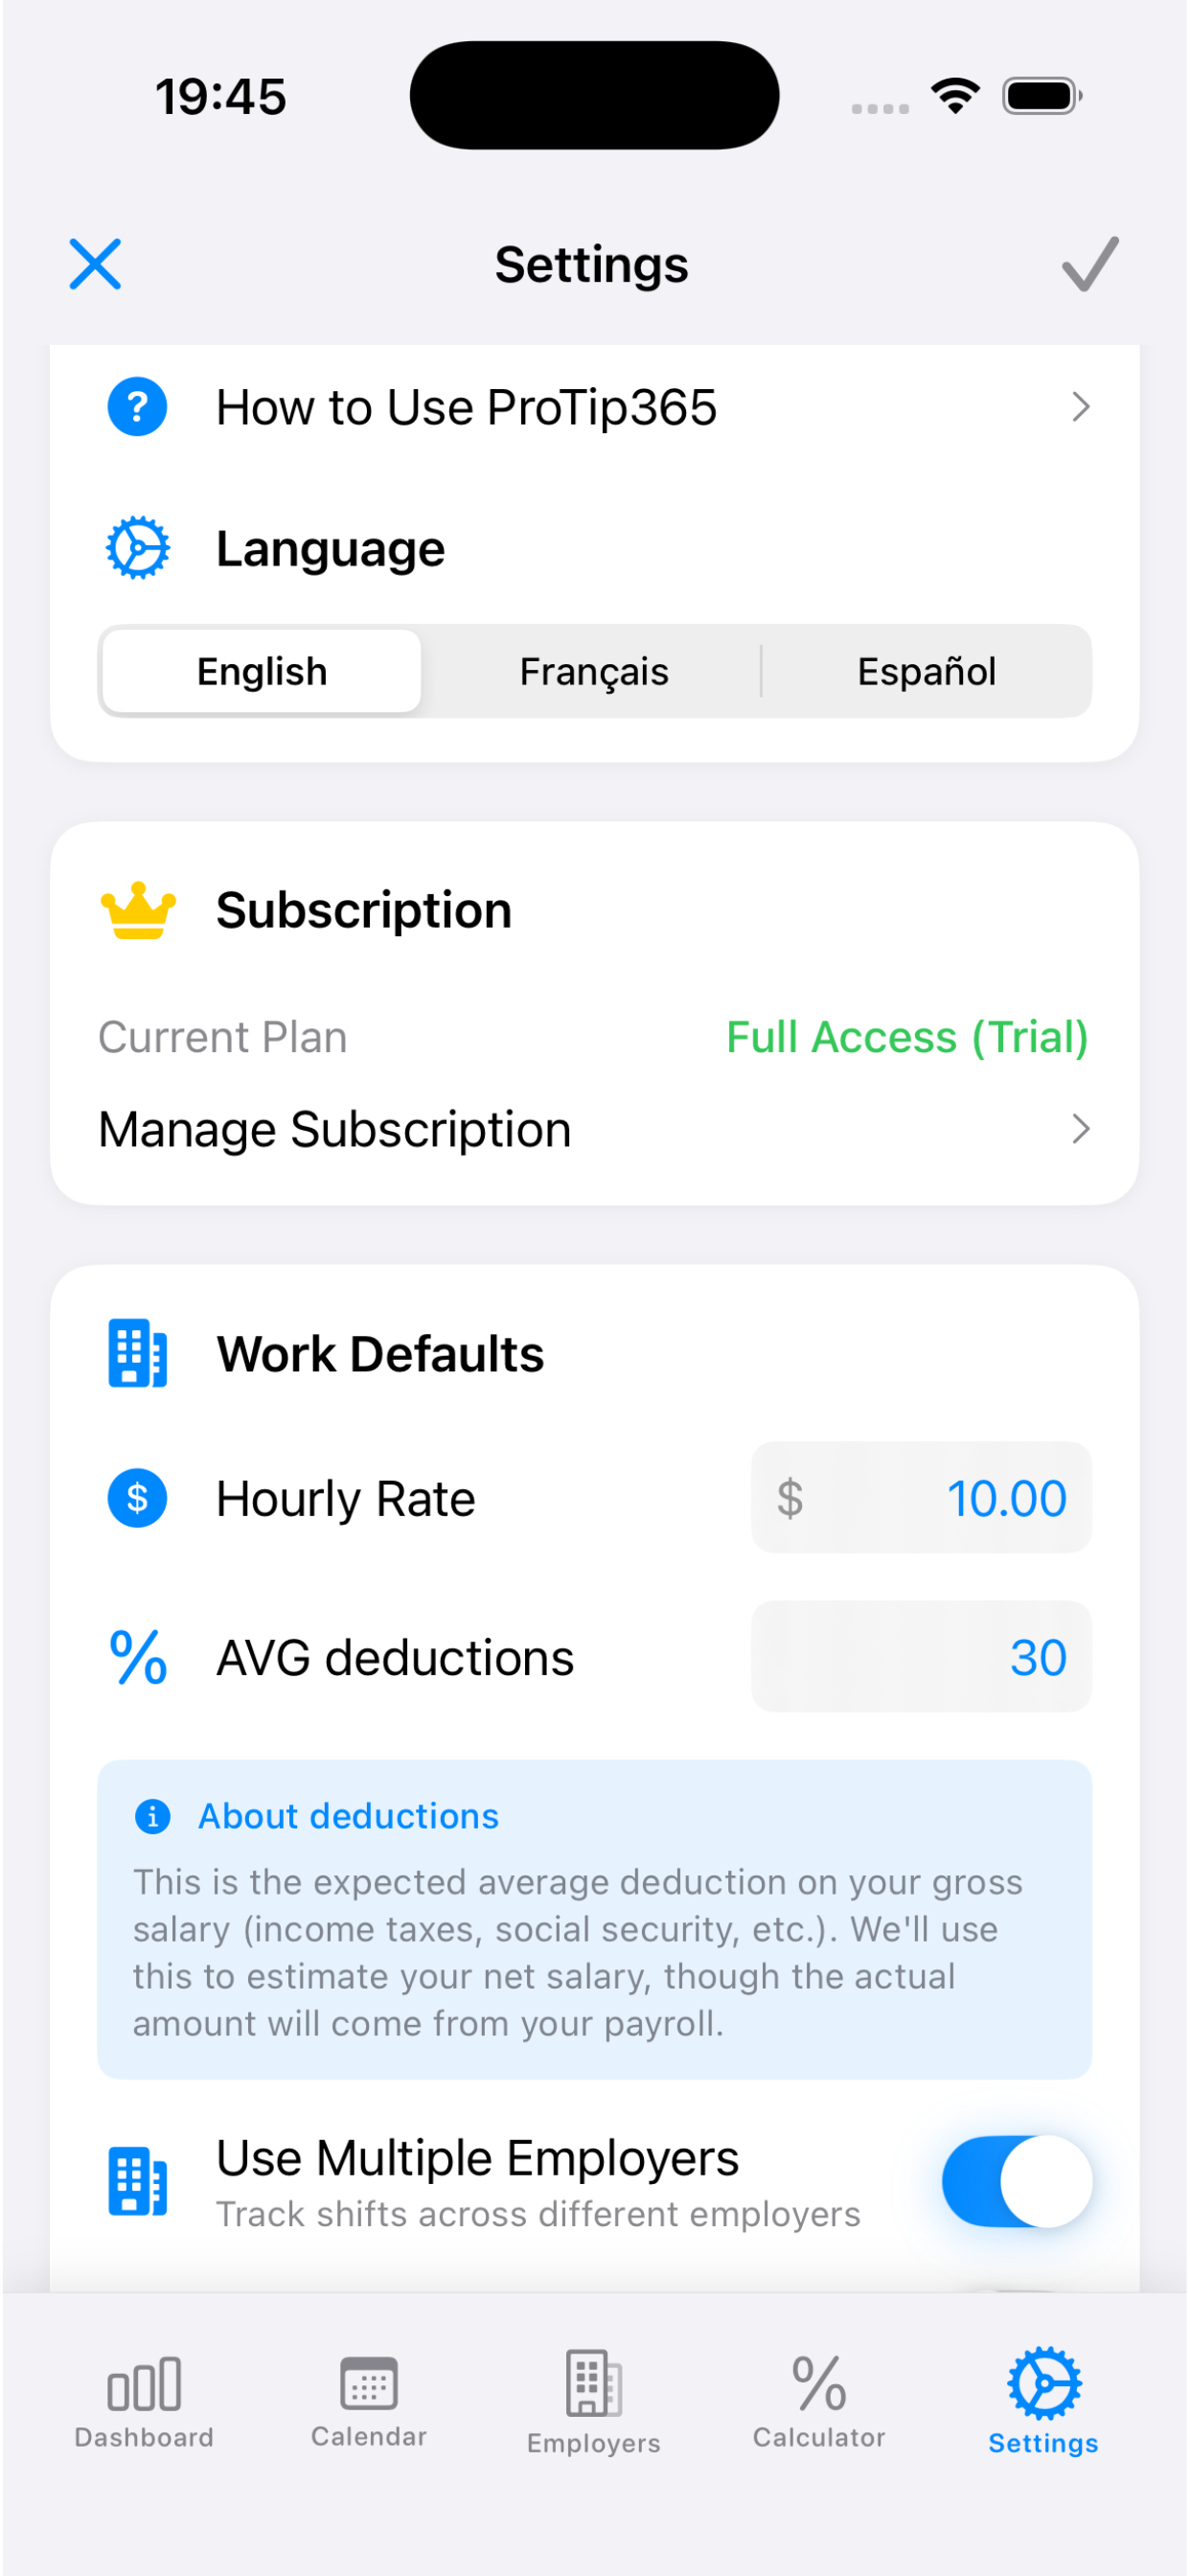 19:45
Settings
How to Use ProTip365
Language
English Français Español
Subscription
Current Plan Full Access (Trial)
Manage Subscription
Work Defaults
$ Hourly Rate $ 10.00
% AVG deductions 30
About deductions
This is the expected average deduction on your gross
salary (income taxes, social security, etc.). We'll use
this to estimate your net salary, though the actual
amount will come from your payroll.
Use Multiple Employers
Track shifts across different employers
Dashboard Calendar Employers Calculator Settings